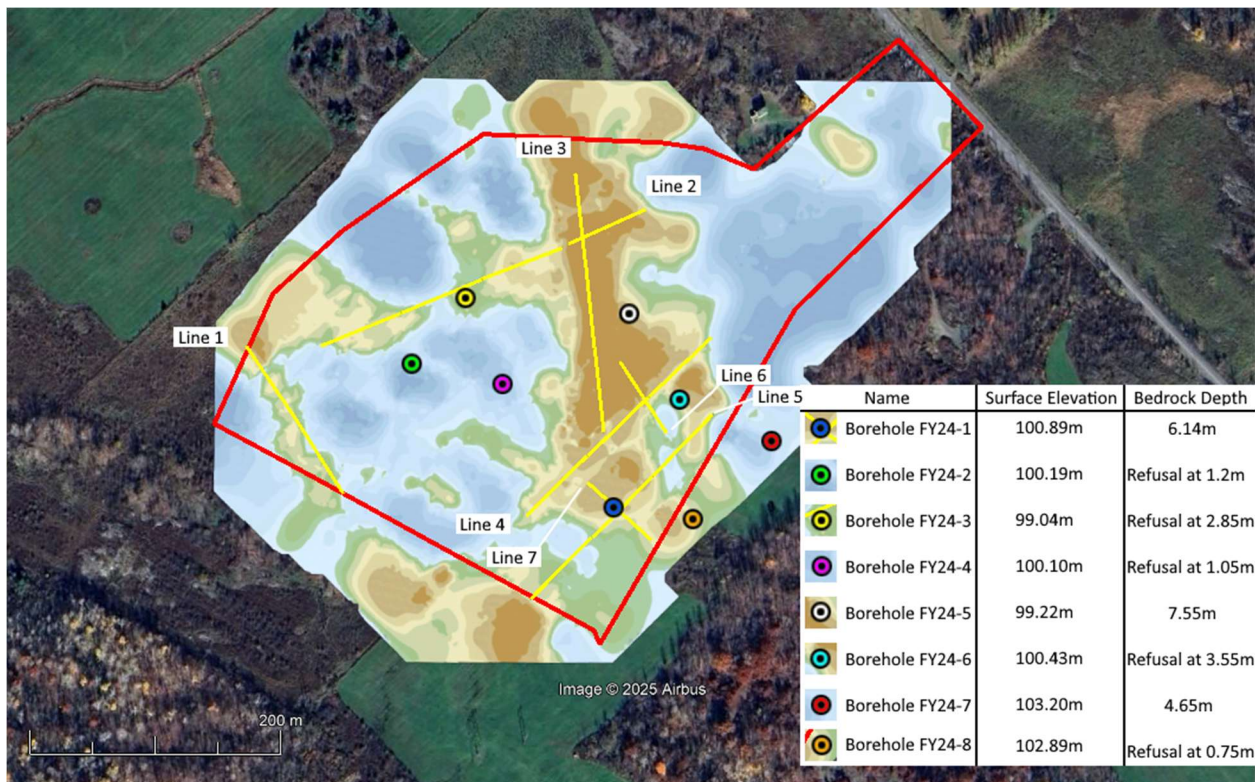 Line 3
Line 2
Line 1
Line 6
Line 5
Line 4
Line 7
Name Surface Elevation Bedrock Depth
Borehole FY24-1 100.89m 6.14m
Borehole FY24-2 100.19m Refusal at 1.2m
Borehole FY24-3 99.04m Refusal at 2.85m
Borehole FY24-4 100.10m Refusal at 1.05m
Borehole FY24-5 99.22m 7.55m
Borehole FY24-6 100.43m Refusal at 3.55m
Borehole FY24-7 103.20m 4.65m
Borehole FY24-8 102.89m Refusal at 0.75m
Image © 2025 Airbus
200 m